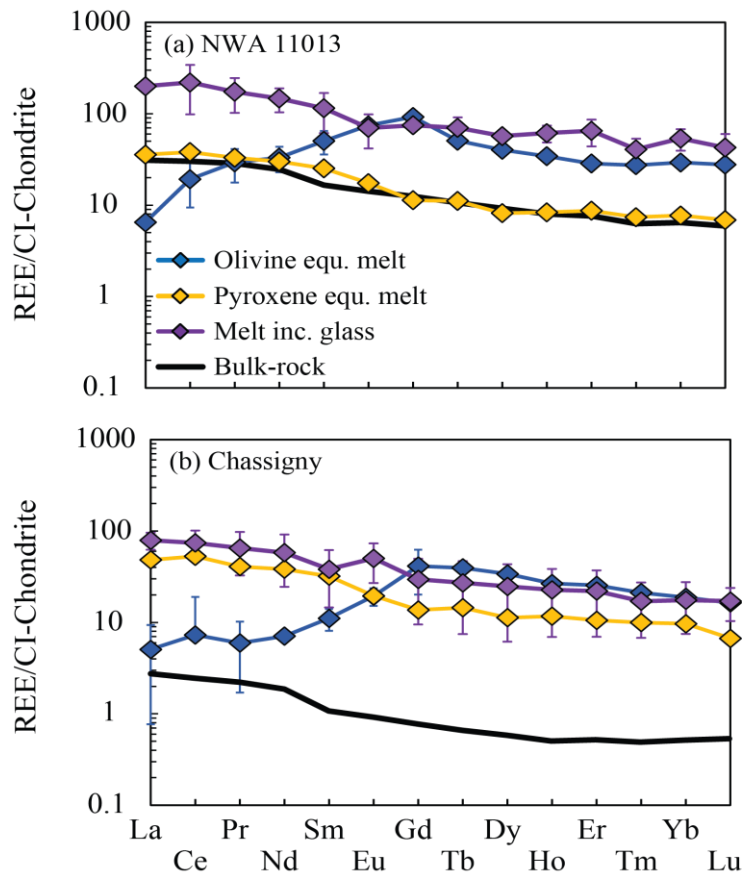 1000
(a) NWA 11013
100
10
1
0.1
REE/CI-Chondrite
Olivine equ. melt
Pyroxene equ. melt
Melt inc. glass
Bulk-rock
1000
(b) Chassigny
100
10
1
0.1
REE/CI-Chondrite
La Pr Sm Gd Dy Er Yb
Ce Nd Eu Tb Ho Tm Lu